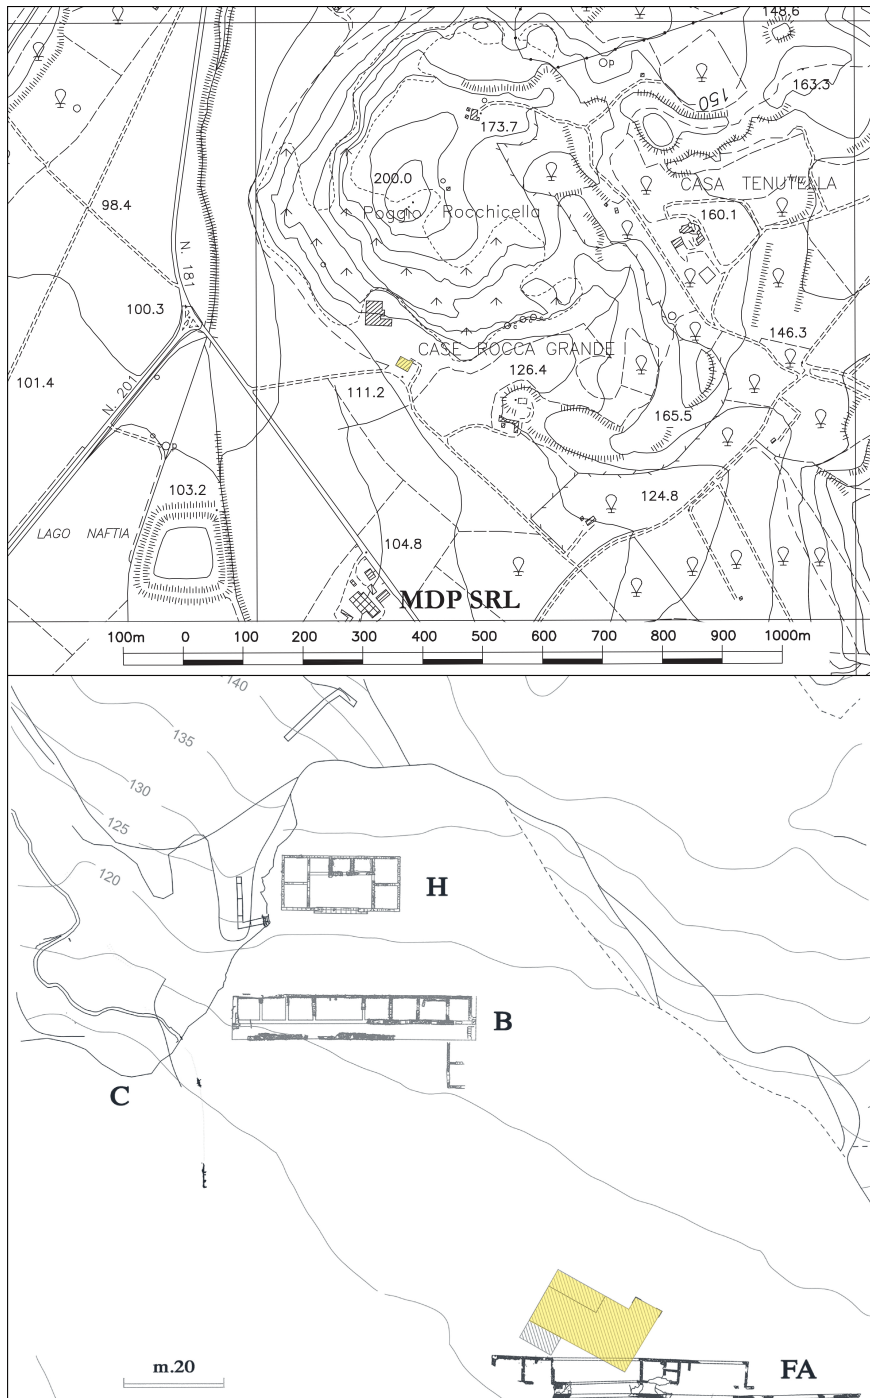 148.6
163.3
150
173.7
200.0
CASA TENUTELLA
98.4
Poggio Rocchicella
160.1
N. 181
100.3
146.3
CASE ROCCA GRANDE
101.4
N. 201
111.2
126.4
165.5
103.2
124.8
LAGO NAFTIA
104.8
MDP SRL
100m 0 100 200 300 400 500 600 700 800 900 1000m
140
135
130
125
120
H
B
C
m.20
FA